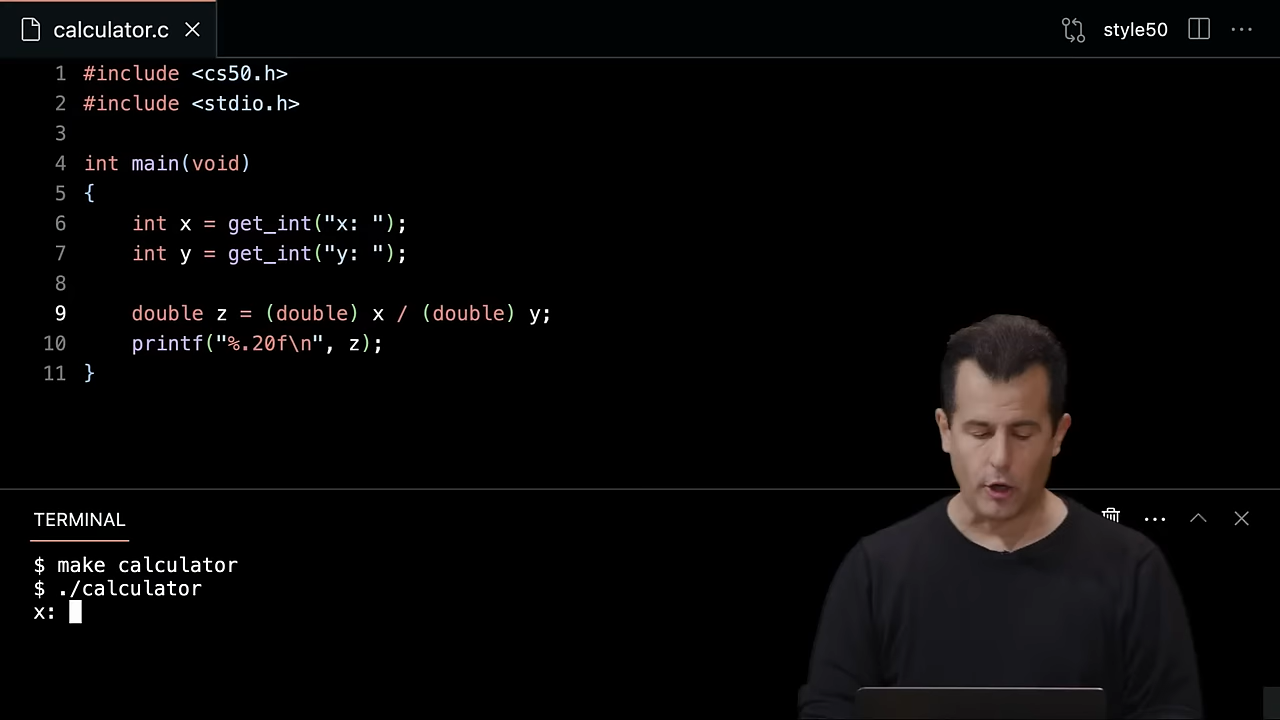 calculator.c
style50
1 #include <cs50.h>
2 #include <stdio.h>
3
4 int main(void)
5 {
6     int x = get_int("x: ");
7     int y = get_int("y: ");
8
9     double z = (double) x / (double) y;
10     printf("%.20f\n", z);
11 }
TERMINAL
$ make calculator
$ ./calculator
x: